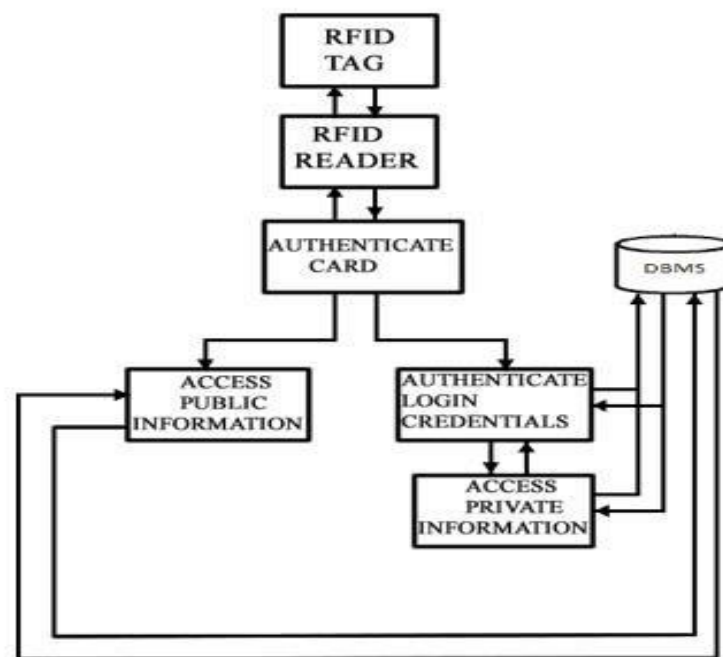 RFID
TAG
RFID
READER
AUTHENTICATE
CARD
DBMS
ACCESS
PUBLIC
INFORMATION
AUTHENTICATE
LOGIN
CREDENTIALS
ACCESS
PRIVATE
INFORMATION